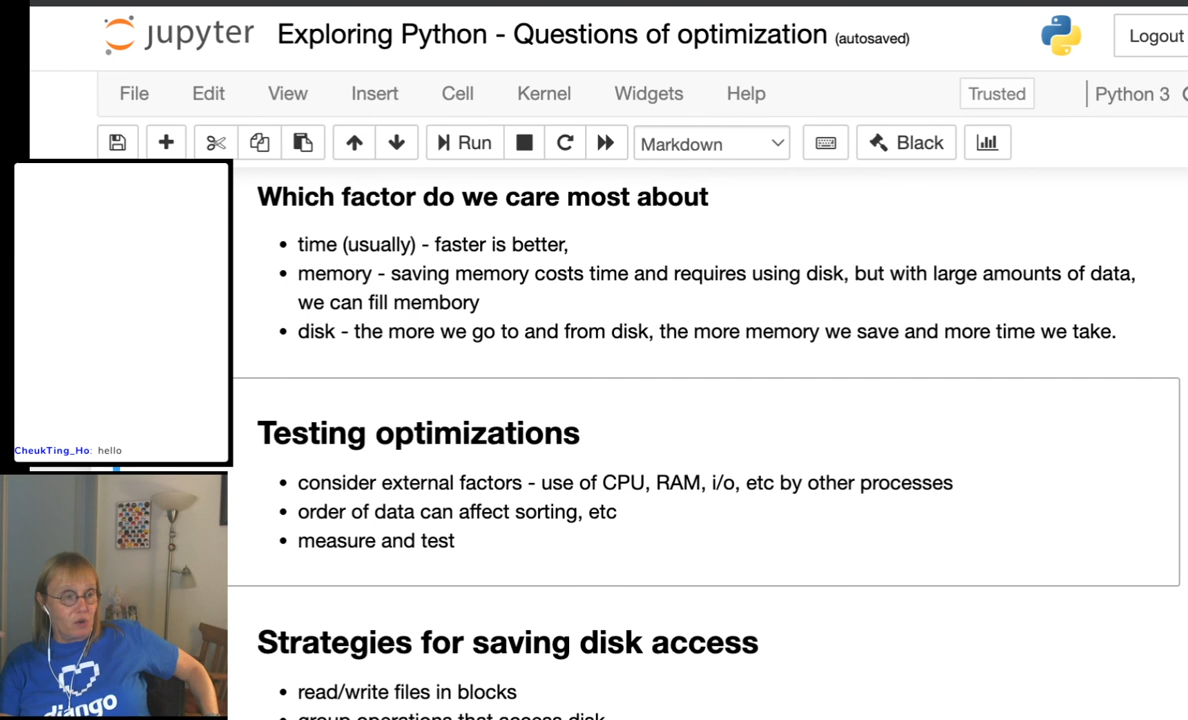 jupyter Exploring Python - Questions of optimization (autosaved) Logout
File Edit View Insert Cell Kernel Widgets Help Trusted Python 3
Run Markdown Black
Which factor do we care most about
• time (usually) - faster is better,
• memory - saving memory costs time and requires using disk, but with large amounts of data,
we can fill membory
• disk - the more we go to and from disk, the more memory we save and more time we take.
Testing optimizations
CheukTing_Ho: hello
• consider external factors - use of CPU, RAM, i/o, etc by other processes
• order of data can affect sorting, etc
• measure and test
Strategies for saving disk access
• read/write files in blocks
• group operations that access disk
django